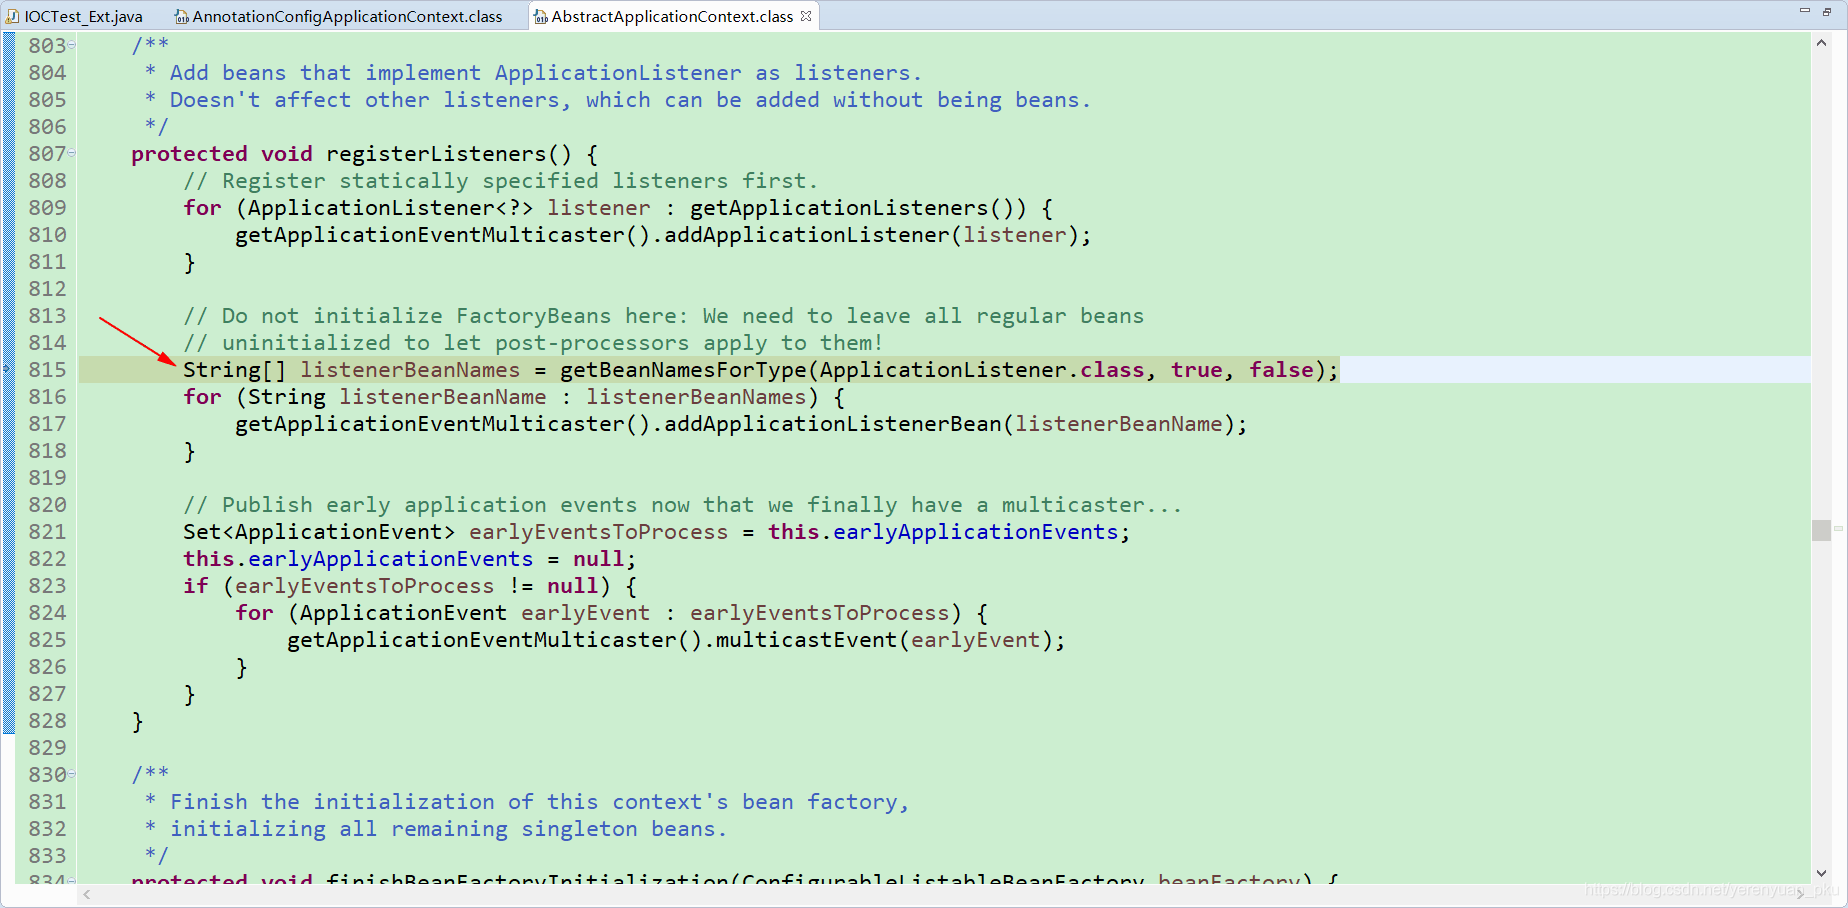 IOCTest_Ext.java AnnotationConfigApplicationContext.class AbstractApplicationContext.class
803 /**
804 * Add beans that implement ApplicationListener as listeners.
805 * Doesn't affect other listeners, which can be added without being beans.
806 */
807 protected void registerListeners() {
808 // Register statically specified listeners first.
809 for (ApplicationListener<?> listener : getApplicationListeners()) {
810 getApplicationEventMulticaster().addApplicationListener(listener);
811 }
812
813 // Do not initialize FactoryBeans here: We need to leave all regular beans
814 // uninitialized to let post-processors apply to them!
815 String[] listenerBeanNames = getBeanNamesForType(ApplicationListener.class, true, false);
816 for (String listenerBeanName : listenerBeanNames) {
817 getApplicationEventMulticaster().addApplicationListenerBean(listenerBeanName);
818 }
819
820 // Publish early application events now that we finally have a multicaster...
821 Set<ApplicationEvent> earlyEventsToProcess = this.earlyApplicationEvents;
822 this.earlyApplicationEvents = null;
823 if (earlyEventsToProcess != null) {
824 for (ApplicationEvent earlyEvent : earlyEventsToProcess) {
825 getApplicationEventMulticaster().multicastEvent(earlyEvent);
826 }
827 }
828 }
829
830 /**
831 * Finish the initialization of this context's bean factory,
832 * initializing all remaining singleton beans.
833 */
834 protected void finishBeanFactoryInitialization(ConfigurableListableBeanFactory beanFactory) {
https://blog.csdn.net/yerenyuan_pku